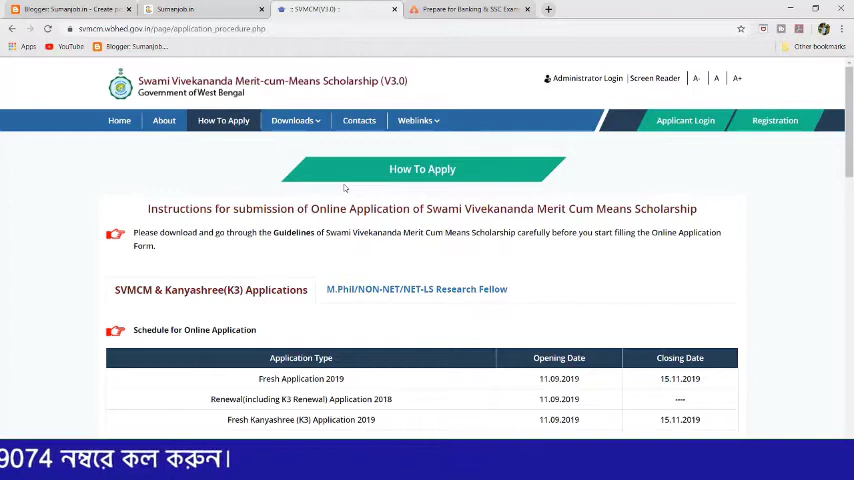 Blogger: Sumanjob.in - Create p
Sumanjob.in
:: SVMCM(V3.0) ::
Prepare for Banking & SSC Exam
svmcm.wbhed.gov.in/page/application_procedure.php
Apps
YouTube
Blogger: Sumanjob....
Other bookmarks
Swami Vivekananda Merit-cum-Means Scholarship (V3.0)
Government of West Bengal
Administrator Login | Screen Reader
A-
A
A+
Home
About
How To Apply
Downloads
Contacts
Weblinks
Applicant Login
Registration
How To Apply
Instructions for submission of Online Application of Swami Vivekananda Merit Cum Means Scholarship
Please download and go through the Guidelines of Swami Vivekananda Merit Cum Means Scholarship carefully before you start filling the Online Application
Form.
SVMCM & Kanyashree(K3) Applications
M.Phil/NON-NET/NET-LS Research Fellow
Schedule for Online Application
Application Type Opening Date Closing Date
Fresh Application 2019 11.09.2019 15.11.2019
Renewal(including K3 Renewal) Application 2018 11.09.2019 ----
Fresh Kanyashree (K3) Application 2019 11.09.2019 15.11.2019
9074 নম্বরে কল করুন।